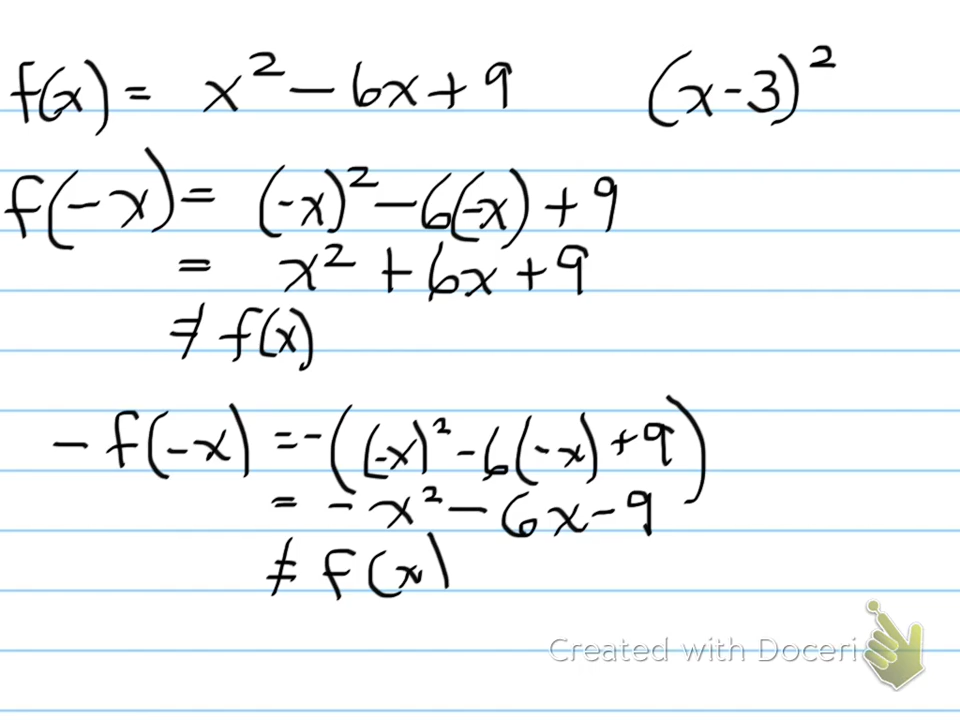 f(x) = x² - 6x + 9 (x-3)²
f(-x) = (-x)² - 6(-x) + 9
= x² + 6x + 9
≠ f(x)
- f(-x) = -((-x)² - 6(-x) + 9)
= -x² - 6x - 9
≠ f(x)
Created with Doceri